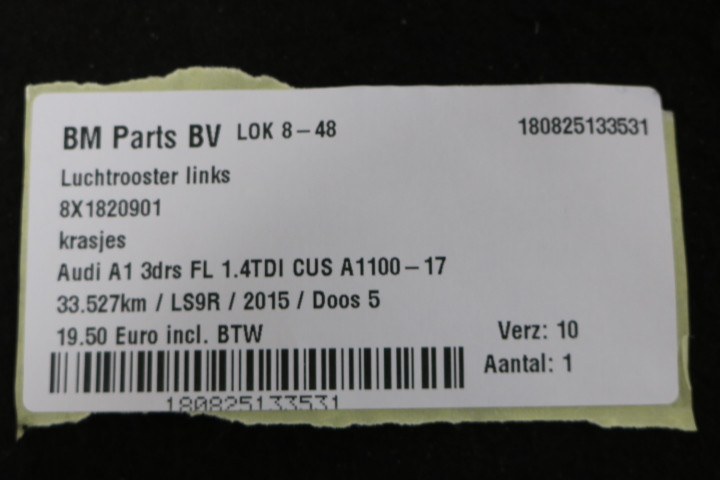 BM Parts BV LOK 8-48 180825133531
Luchtrooster links
8X1820901
krasjes
Audi A1 3drs FL 1.4TDI CUS A1100-17
33.527km / LS9R / 2015 / Doos 5
19.50 Euro incl. BTW Verz: 10
Aantal: 1
180825133531